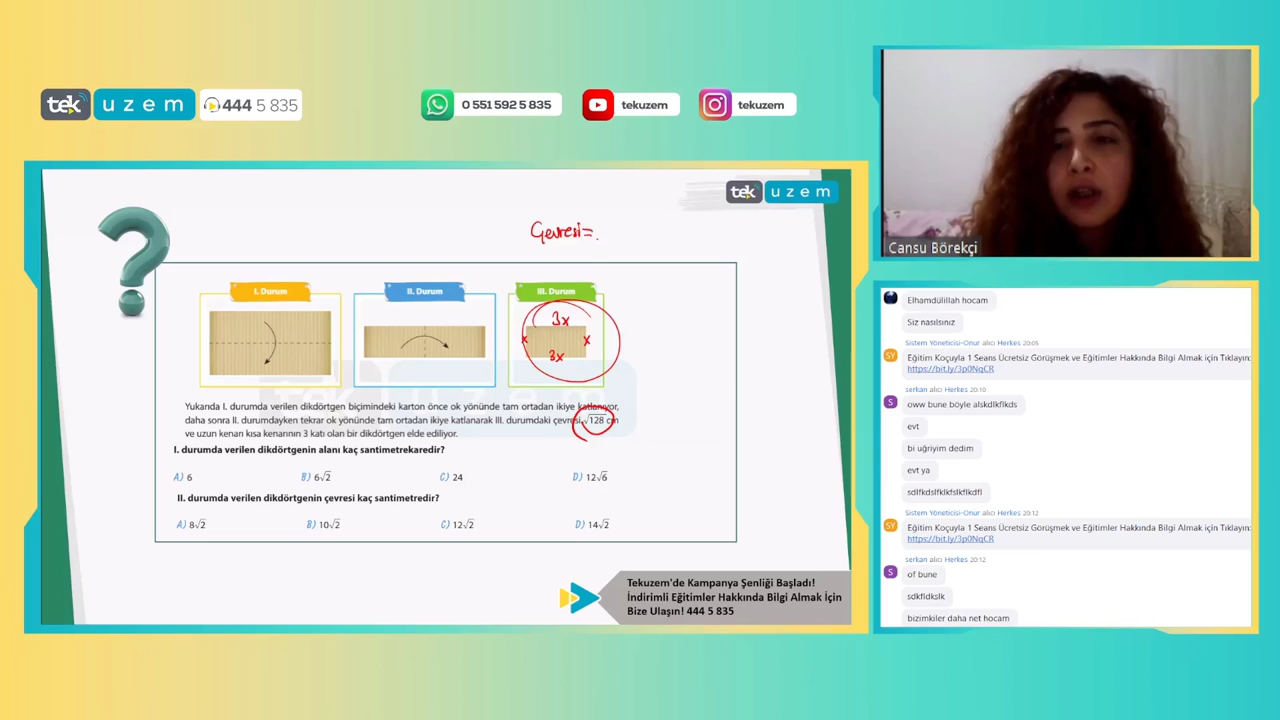 tek uzem 444 5 835
0 551 592 5 835
tekuzem
tekuzem
tek uzem
Çevresi=
I. Durum
II. Durum
III. Durum
3x
x
x
3x
Yukarıda I. durumda verilen dikdörtgen biçimindeki karton önce ok yönünde tam ortadan ikiye katlanıyor,
daha sonra II. durumdayken tekrar ok yönünde tam ortadan ikiye katlanarak III. durumdaki çevresi √128 cm
ve uzun kenarı kısa kenarının 3 katı olan bir dikdörtgen elde ediliyor.
I. durumda verilen dikdörtgenin alanı kaç santimetrekaredir?
A) 6 B) 6√2 C) 24 D) 12√6
II. durumda verilen dikdörtgenin çevresi kaç santimetredir?
A) 8√2 B) 10√2 C) 12√2 D) 14√2
Tekuzem'de Kampanya Şenliği Başladı!
İndirimli Eğitimler Hakkında Bilgi Almak İçin
Bize Ulaşın! 444 5 835
Cansu Börekçi
Elhamdülillah hocam
Siz nasılsınız
Sistem Yöneticisi-Onur alıcı Herkes 20:05
SY
Eğitim Koçuyla 1 Seans Ücretsiz Görüşmek ve Eğitimler Hakkında Bilgi Almak için Tıklayın:
https://bit.ly/3p0NqCR
serkan alıcı Herkes 20:10
S
oww bune boyle alskdlkflkds
evt
bi uğriyim dedim
evt ya
sdlfkdslfklkfslkflkdfl
Sistem Yöneticisi-Onur alıcı Herkes 20:12
SY
Eğitim Koçuyla 1 Seans Ücretsiz Görüşmek ve Eğitimler Hakkında Bilgi Almak için Tıklayın:
https://bit.ly/3p0NqCR
serkan alıcı Herkes 20:12
S
of bune
sdkfldkslk
bizimkiler daha net hocam